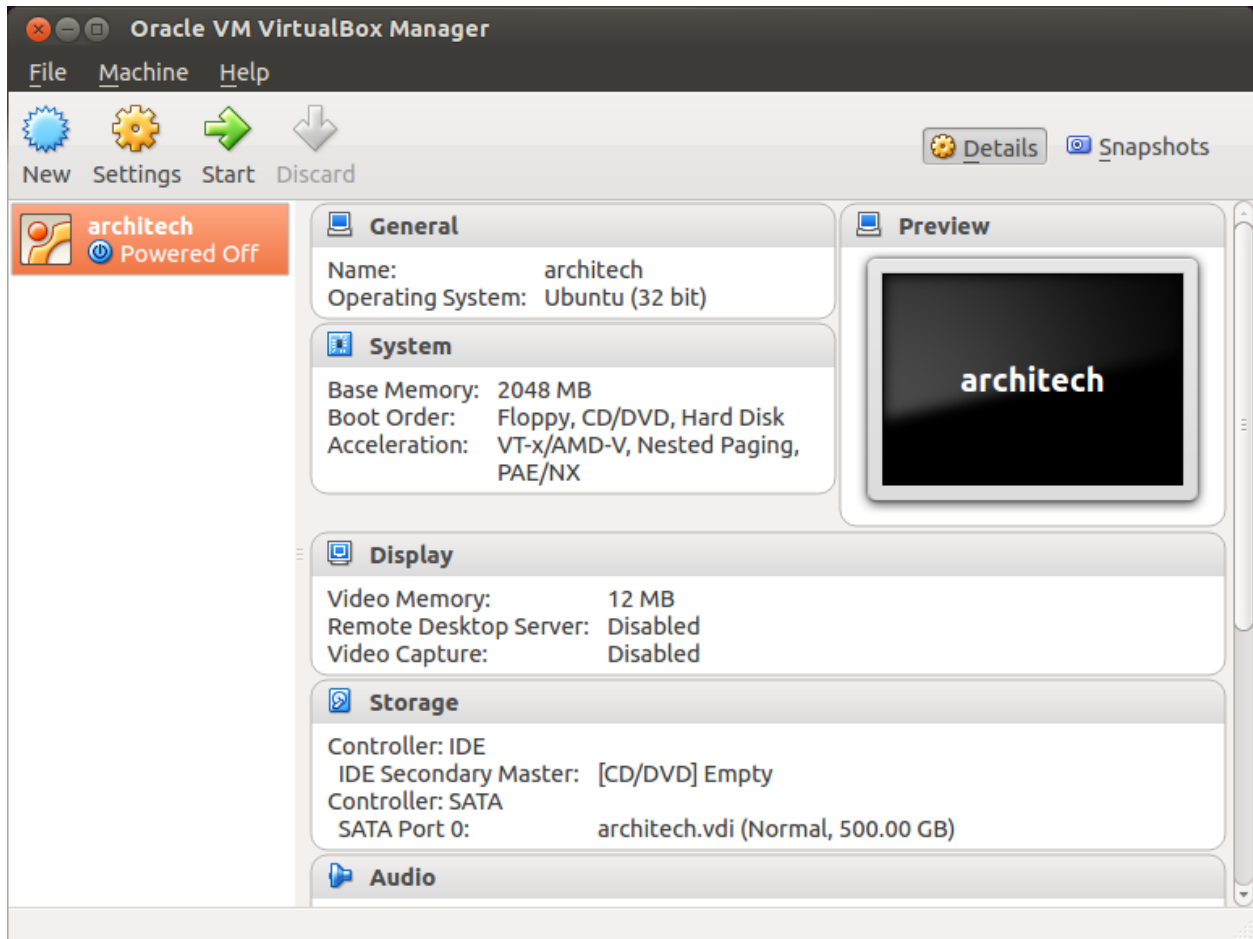 Oracle VM VirtualBox Manager
File Machine Help
New Settings Start Discard
Details Snapshots
architech
Powered Off
General
Name: architech
Operating System: Ubuntu (32 bit)
Preview
architech
System
Base Memory: 2048 MB
Boot Order: Floppy, CD/DVD, Hard Disk
Acceleration: VT-x/AMD-V, Nested Paging,
PAE/NX
Display
Video Memory: 12 MB
Remote Desktop Server: Disabled
Video Capture: Disabled
Storage
Controller: IDE
IDE Secondary Master: [CD/DVD] Empty
Controller: SATA
SATA Port 0: architech.vdi (Normal, 500.00 GB)
Audio